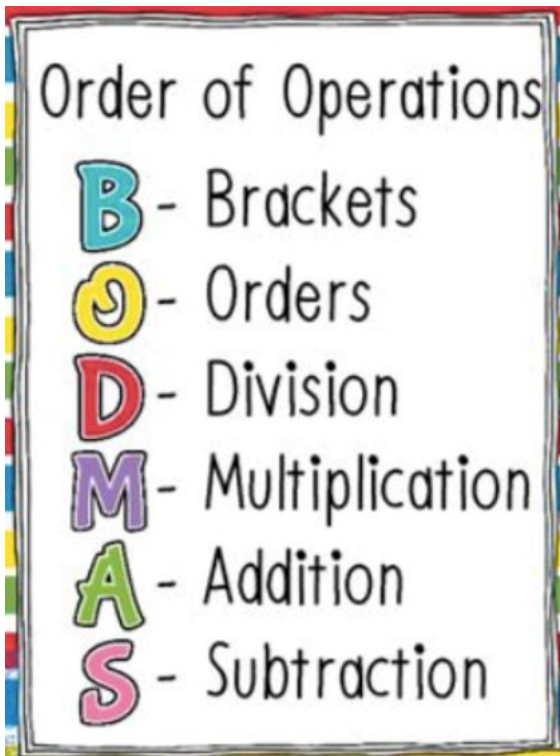 Order of Operations
B - Brackets
O - Orders
D - Division
M - Multiplication
A - Addition
S - Subtraction